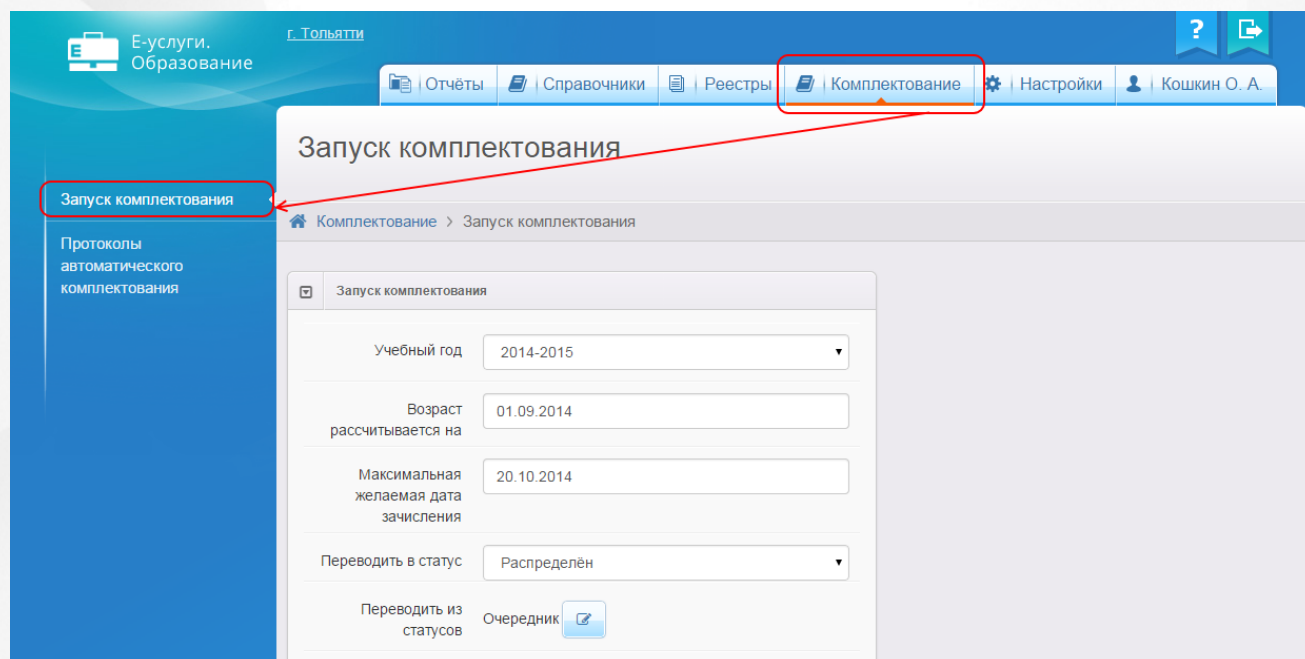 Е-услуги.
Образование
г. Тольятти
?
Отчёты
Справочники
Реестры
Комплектование
Настройки
Кошкин О. А.
Запуск комплектования
Запуск комплектования
Протоколы
автоматического
комплектования
Комплектование > Запуск комплектования
Запуск комплектования
Учебный год
2014-2015
Возраст
рассчитывается на
01.09.2014
Максимальная
желаемая дата
зачисления
20.10.2014
Переводить в статус
Распределён
Переводить из
статусов
Очередник